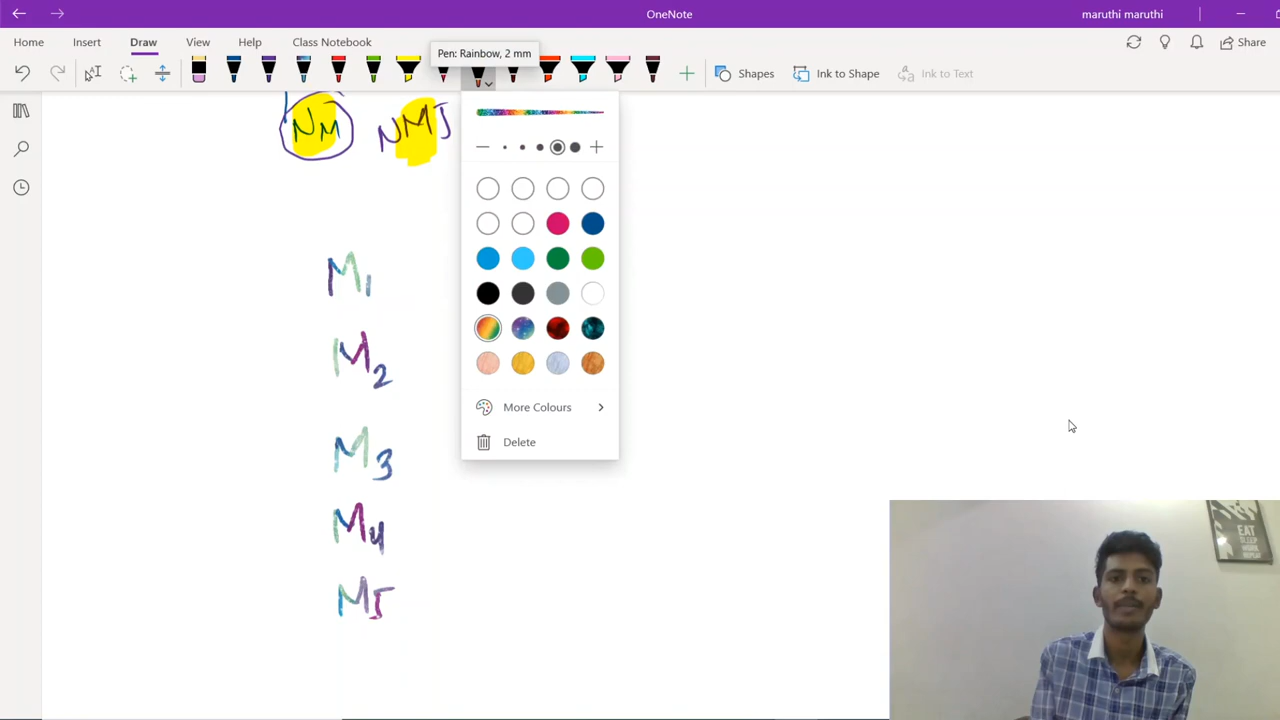 OneNote
maruthi maruthi
Home Insert Draw View Help Class Notebook
Share
Pen: Rainbow, 2 mm
Shapes Ink to Shape Ink to Text
NM NMJ
M1
M2
M3
M4
M5
More Colours
Delete
EAT
SLEEP
WORK
REPEAT